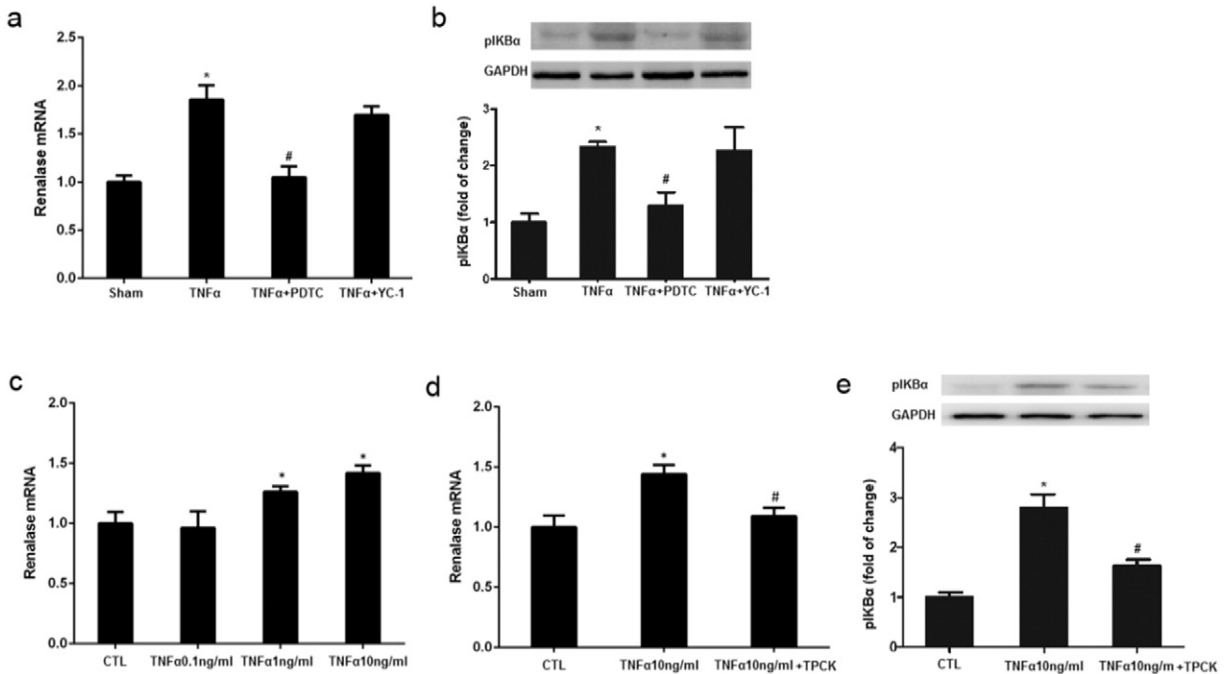 a
2.5
2.0
1.5
1.0
0.5
0.0
Renalase mRNA
*
#
Sham TNFα TNFα+PDTC TNFα+YC-1
b
pIKBα
GAPDH
3
2
1
0
pIKBα (fold of change)
*
#
Sham TNFα TNFα+PDTC TNFα+YC-1
c
2.0
1.5
1.0
0.5
0.0
Renalase mRNA
* *
CTL TNFα0.1ng/ml TNFα1ng/ml TNFα10ng/ml
d
2.0
1.5
1.0
0.5
0.0
Renalase mRNA
*
#
CTL TNFα10ng/ml TNFα10ng/ml +TPCK
e
pIKBα
GAPDH
4
3
2
1
0
pIKBα (fold of change)
*
#
CTL TNFα10ng/ml TNFα10ng/m +TPCK